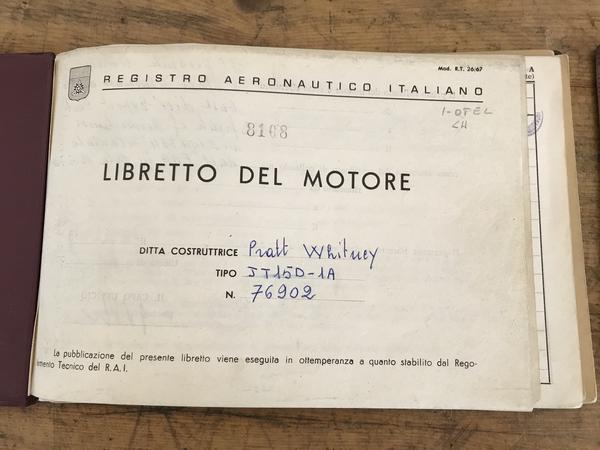 Mod. R.T. 26/67
REGISTRO AERONAUTICO ITALIANO
I-OTEL
LH
8108
LIBRETTO DEL MOTORE
DITTA COSTRUTTRICE Pratt Whitney
TIPO JT15D-1A
N. 76902
La pubblicazione del presente libretto viene eseguita in ottemperanza a quanto stabilito dal Rego-
mento Tecnico del R.A.I.